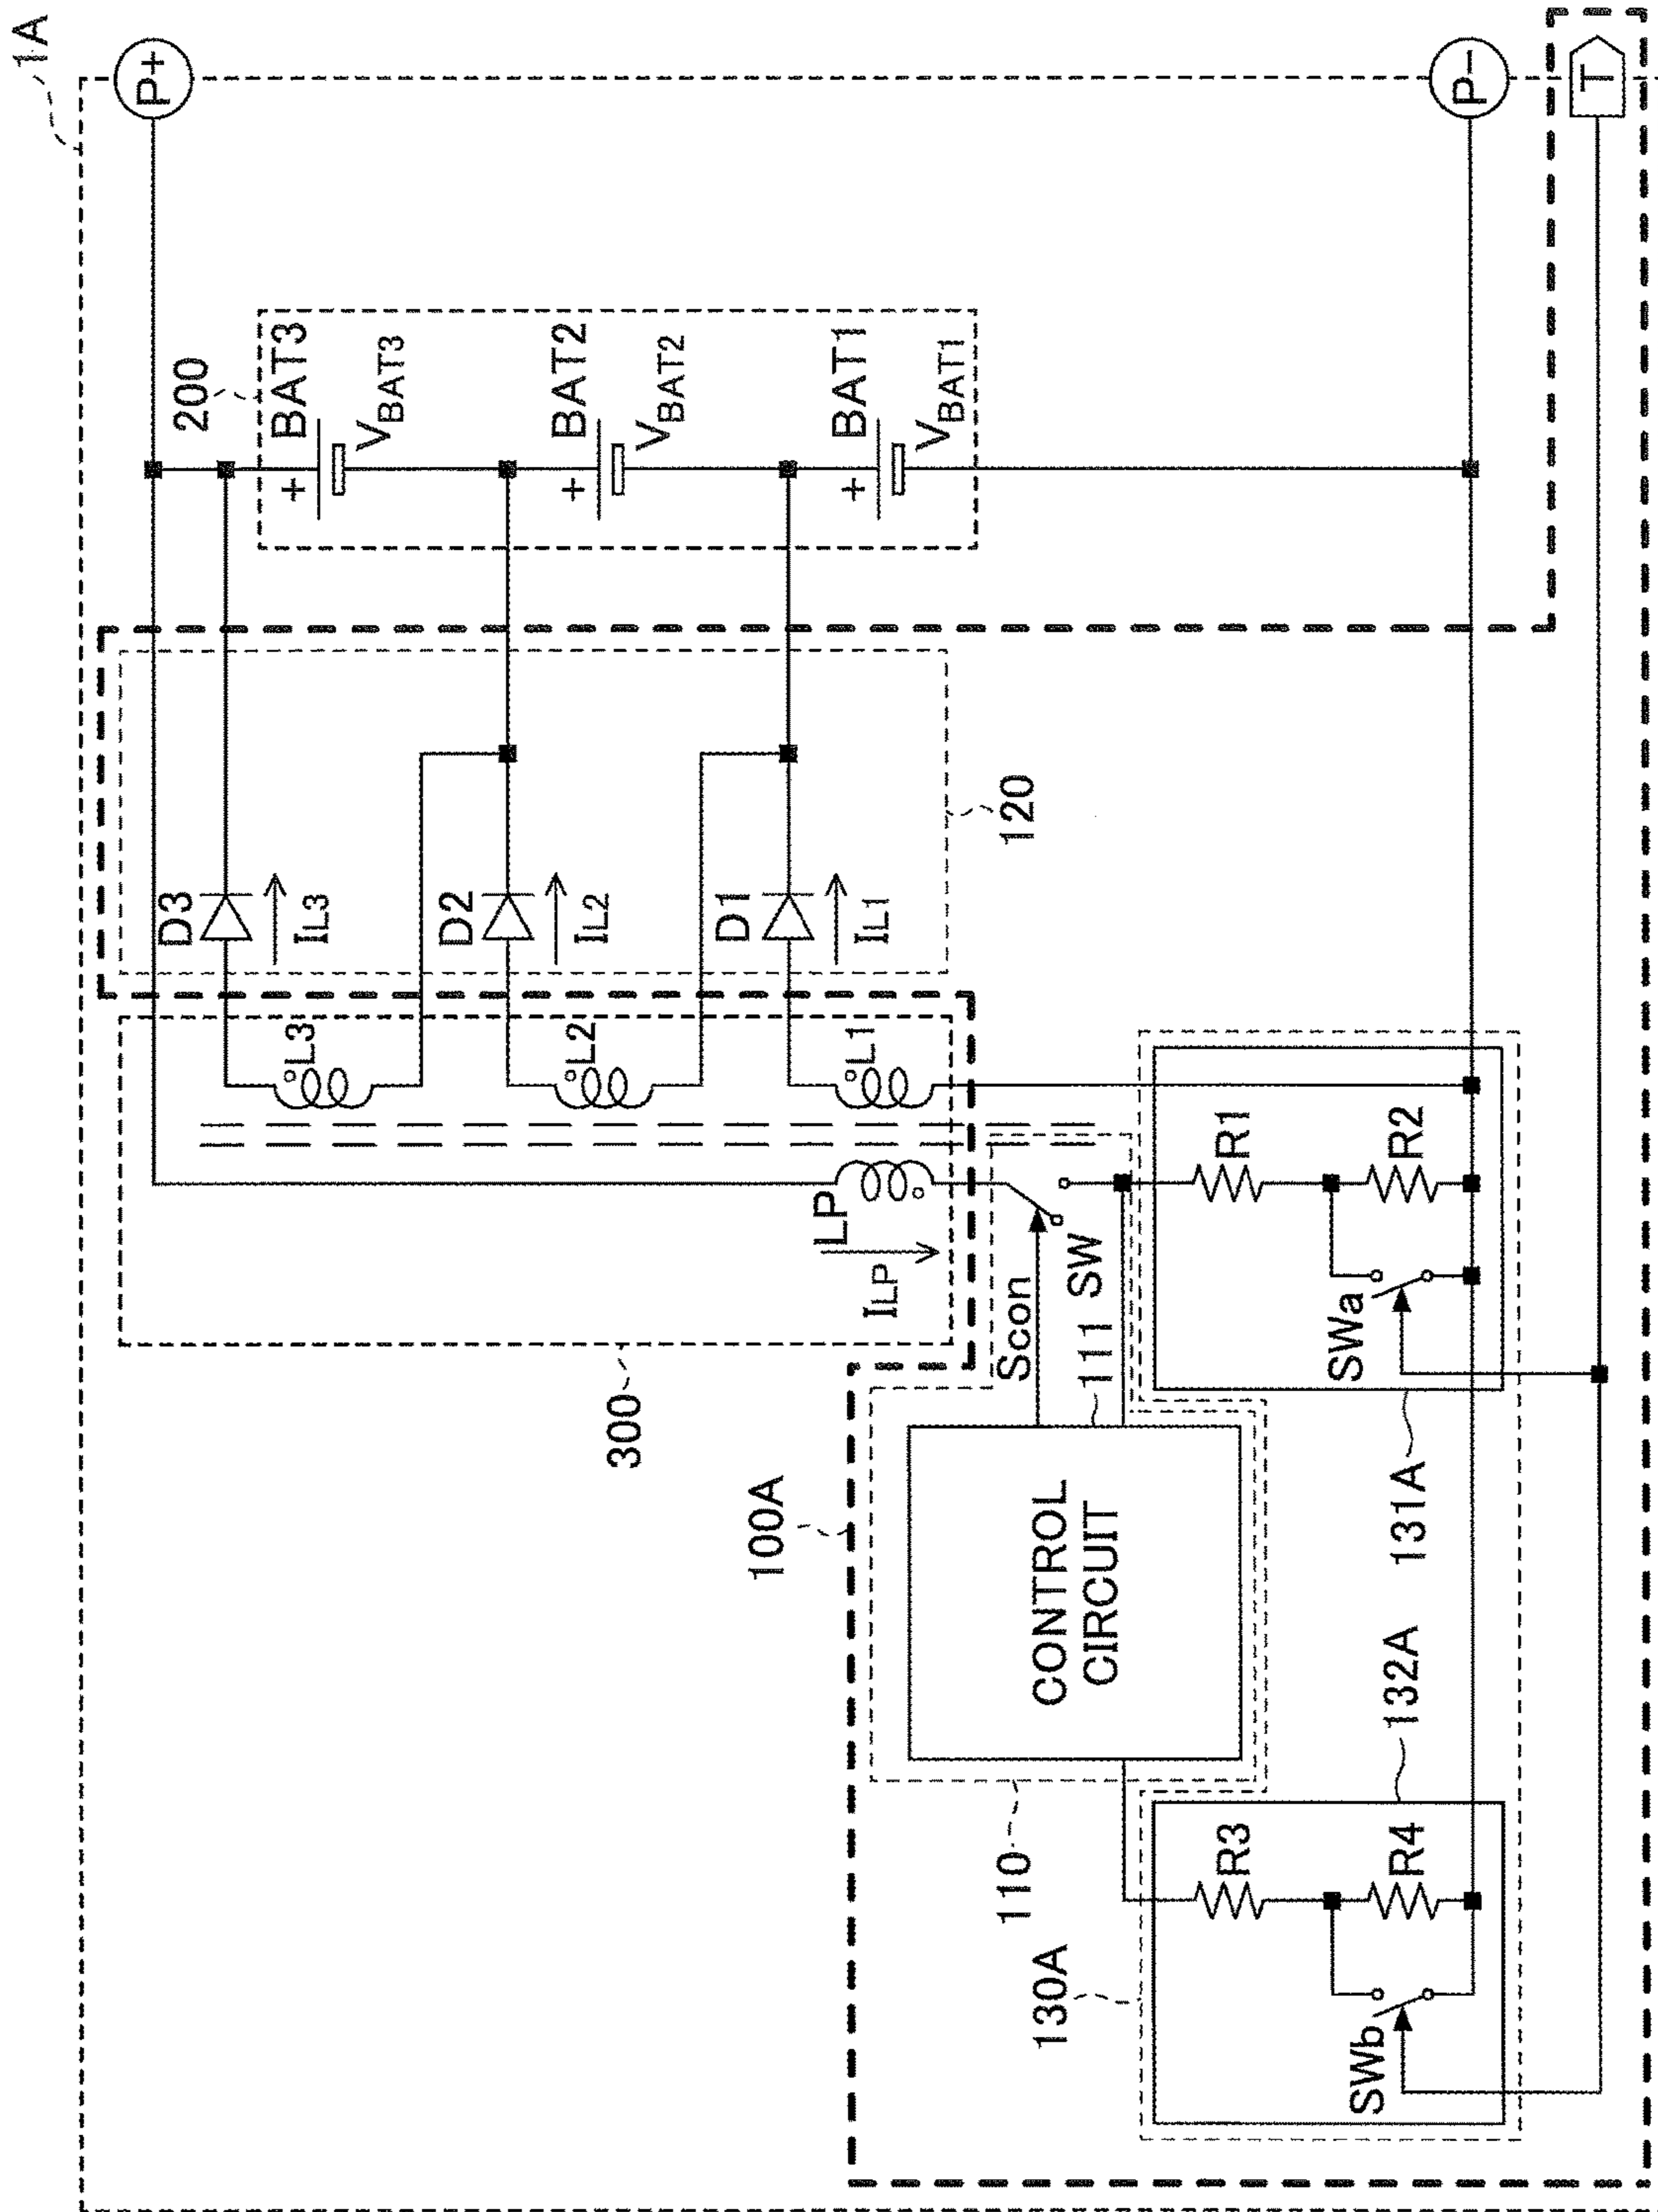 1A
P+
200
BAT3
+
VBAT3
BAT2
+
VBAT2
BAT1
+
VBAT1
P−
T
D3
IL3
D2
IL2
D1
IL1
120
L3
L2
L1
LP
ILP
300
Scon
SW
111
R1
R2
SWa
131A
100A
CONTROL
CIRCUIT
110
132A
130A
R3
R4
SWb